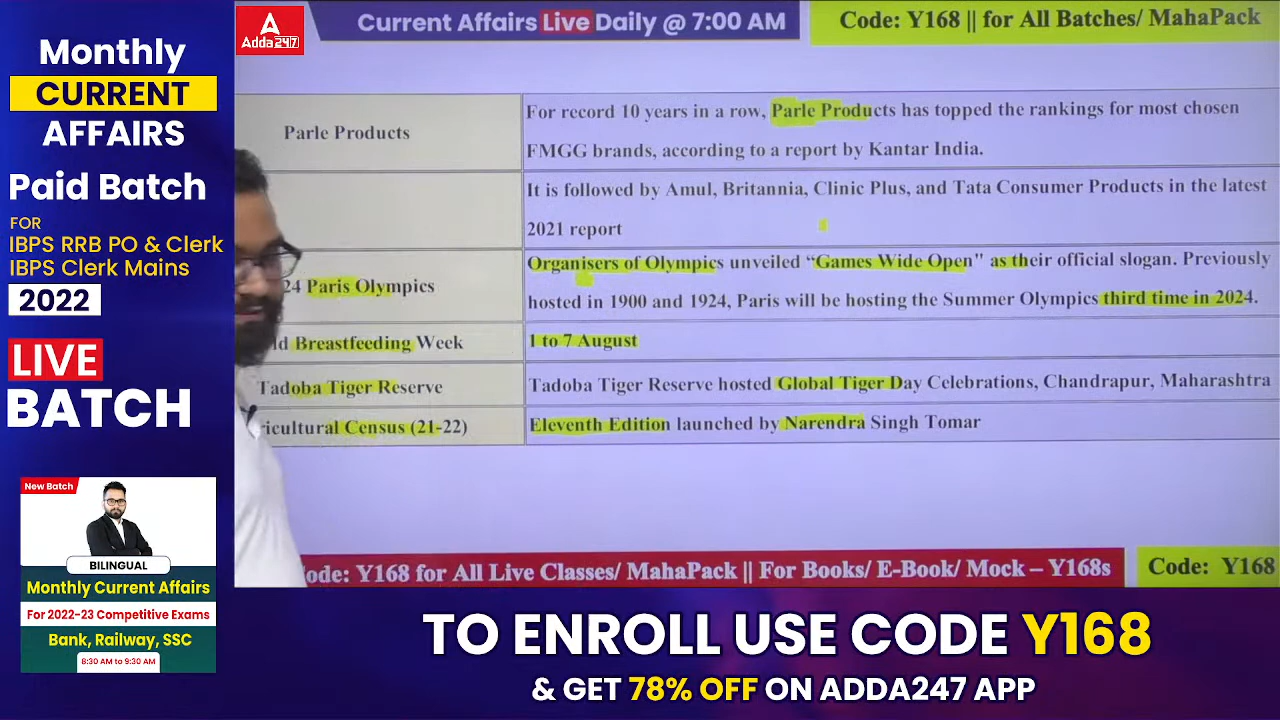 Monthly
CURRENT
AFFAIRS
Paid Batch
FOR
IBPS RRB PO & Clerk
IBPS Clerk Mains
2022
LIVE
BATCH
New Batch
BILINGUAL
Monthly Current Affairs
For 2022-23 Competitive Exams
Bank, Railway, SSC
8:30 AM to 9:30 AM
Adda247
Current Affairs Live Daily @ 7:00 AM
Code: Y168 || for All Batches/ MahaPack
Parle Products
For record 10 years in a row, Parle Products has topped the rankings for most chosen
FMGG brands, according to a report by Kantar India.
It is followed by Amul, Britannia, Clinic Plus, and Tata Consumer Products in the latest
2021 report
24 Paris Olympics
Organisers of Olympics unveiled “Games Wide Open” as their official slogan. Previously
hosted in 1900 and 1924, Paris will be hosting the Summer Olympics third time in 2024.
ld Breastfeeding Week
1 to 7 August
Tadoba Tiger Reserve
Tadoba Tiger Reserve hosted Global Tiger Day Celebrations, Chandrapur, Maharashtra
ricultural Census (21-22)
Eleventh Edition launched by Narendra Singh Tomar
ode: Y168 for All Live Classes/ MahaPack || For Books/ E-Book/ Mock – Y168s
Code: Y168
TO ENROLL USE CODE Y168
& GET 78% OFF ON ADDA247 APP